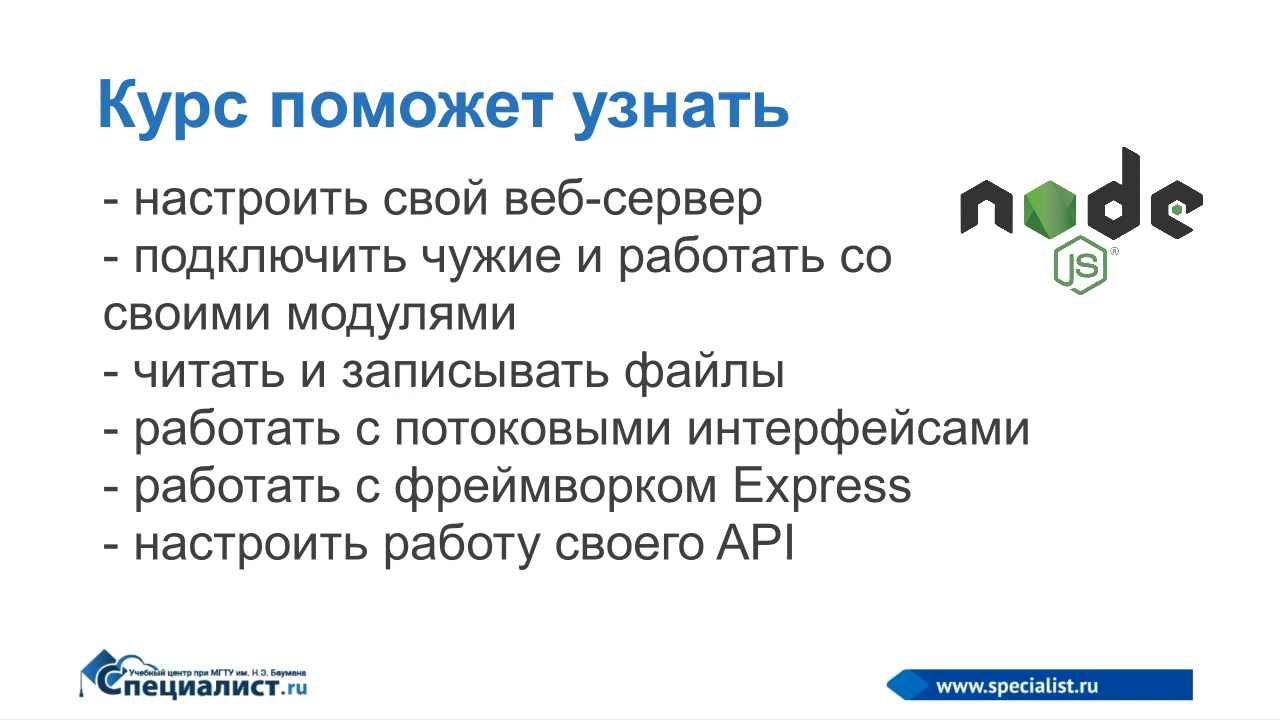 Курс поможет узнать
- настроить свой веб-сервер
- подключить чужие и работать со
своими модулями
- читать и записывать файлы
- работать с потоковыми интерфейсами
- работать с фреймворком Express
- настроить работу своего API
node
JS®
Учебный центр при МГТУ им. Н.Э. Баумана
Специалист.ru
www.specialist.ru